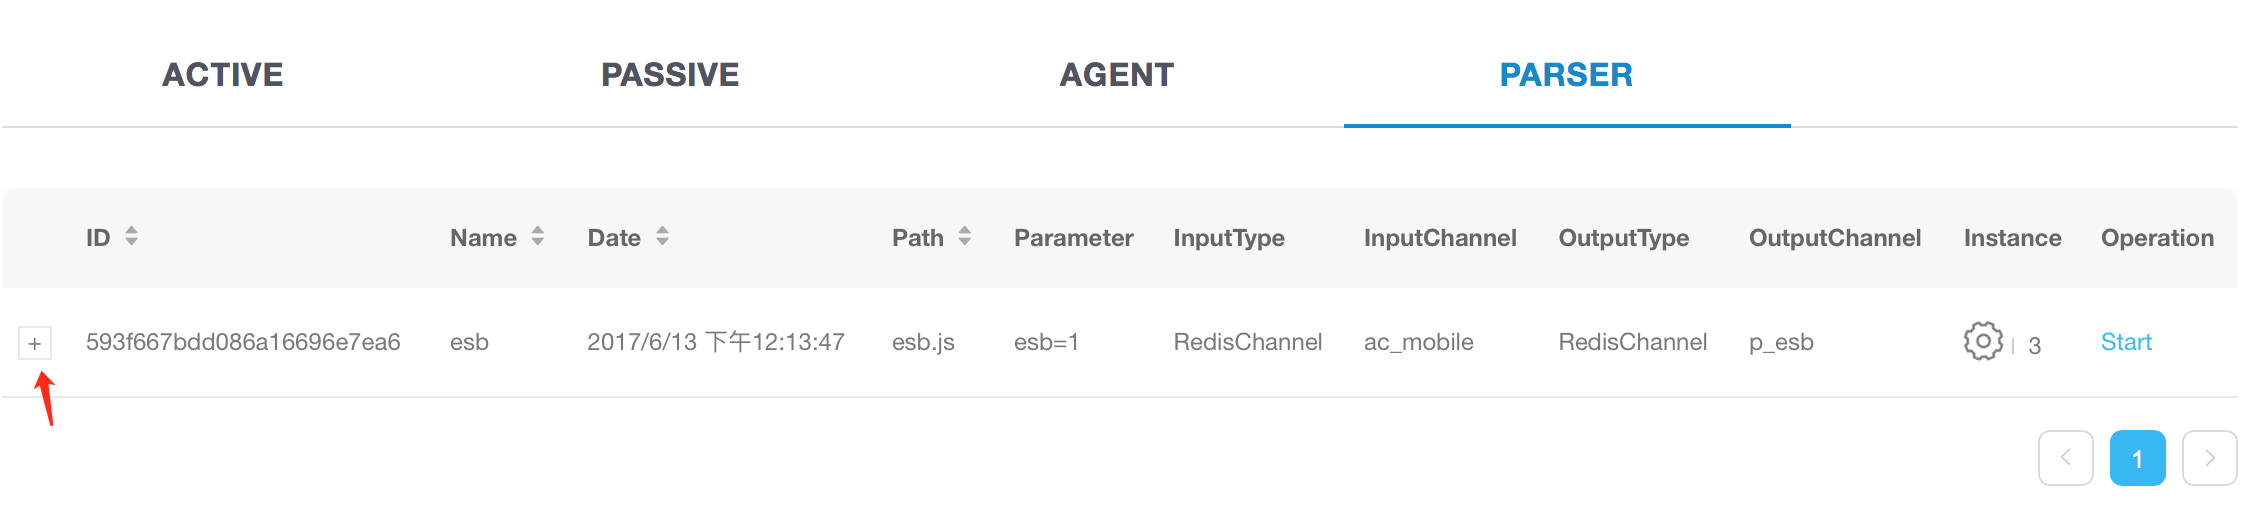 ACTIVE PASSIVE AGENT PARSER
ID Name Date Path Parameter InputType InputChannel OutputType OutputChannel Instance Operation
+ 593f667bdd086a16696e7ea6 esb 2017/6/13 下午12:13:47 esb.js esb=1 RedisChannel ac_mobile RedisChannel p_esb | 3 Start
< 1 >